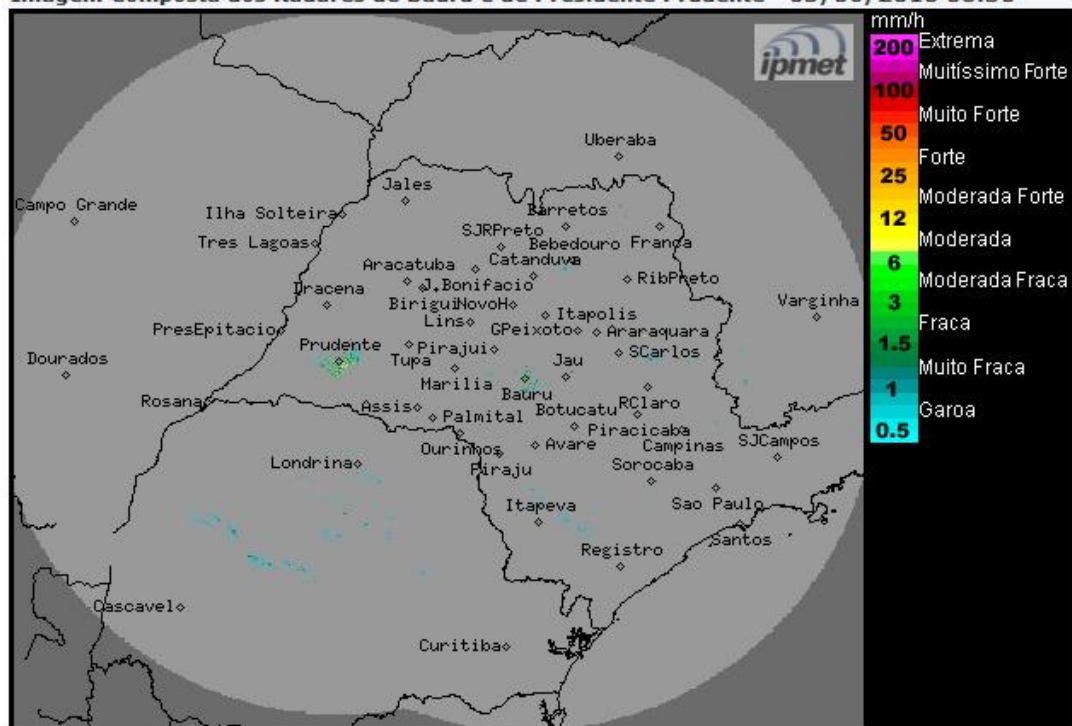 mm/h
ipmet
200 Extrema
Muitíssimo Forte
100
Muito Forte
50
Forte
25
Moderada Forte
12
Moderada
6
Moderada Fraca
3
Fraca
1.5
Muito Fraca
1
Garoa
0.5
Uberaba
Jales
Campo Grande
Ilha Solteira
Barretos
SJRPreto
Tres Lagoas
Bebedouro Franca
Catanduva
Aracatuba
RibPreto
J.Bonifacio
Dracena
Birigui NovoH
Itapolis
Varginha
Lins
PresEpitacio
GPeixoto Araraquara
Prudente
Pirajui
SCarlos
Dourados
Tupa
Jau
Marilia
Bauru
Rosana
Assis
Botucatu RClaro
Palmital
Piracicaba
Ourinhos
Avare
Campinas SJCampos
Londrina
Piraju
Sorocaba
Itapeva
Sao Paulo
Santos
Registro
Cascavel
Curitiba